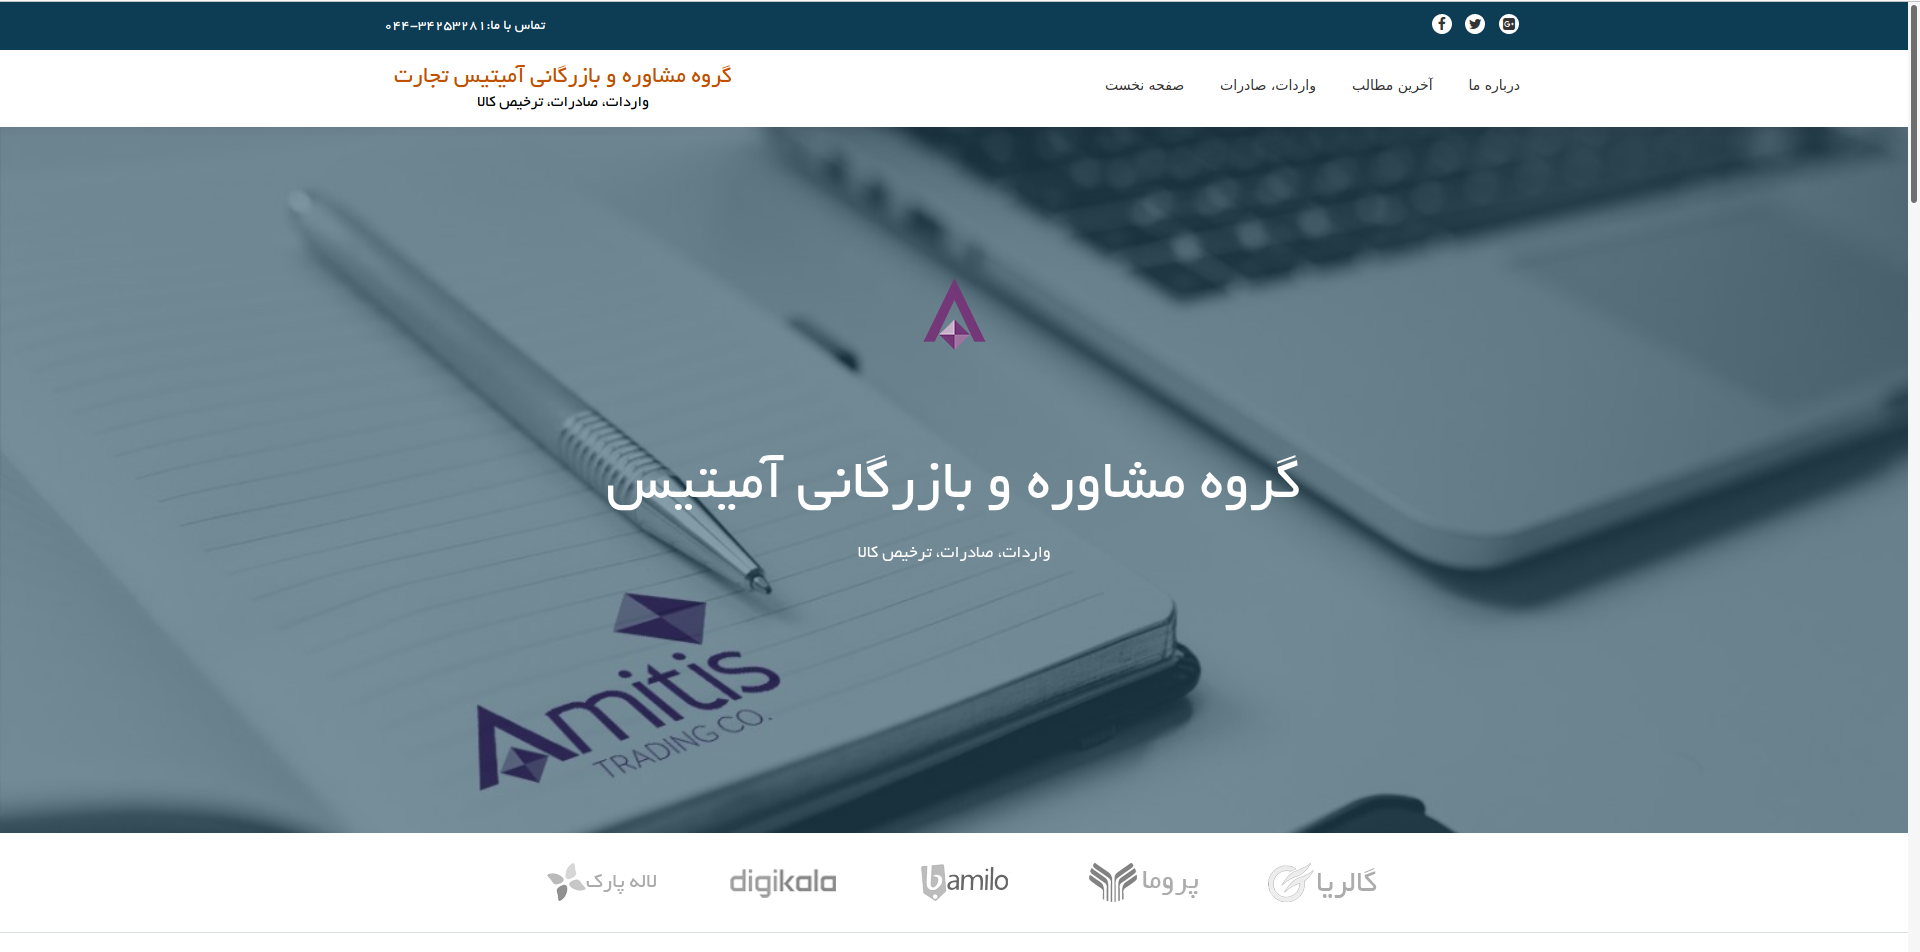 تماس با ما:۰۴۴-۳۴۲۵۳۲۸۱
گروه مشاوره و بازرگانی آمیتیس تجارت
واردات، صادرات، ترخیص کالا
درباره ما
آخرین مطالب
واردات، صادرات
صفحه نخست
گروه مشاوره و بازرگانی آمیتیس
واردات، صادرات، ترخیص کالا
Amitis
TRADING CO.
گالریا
پروما
bamilo
digikala
لاله پارک